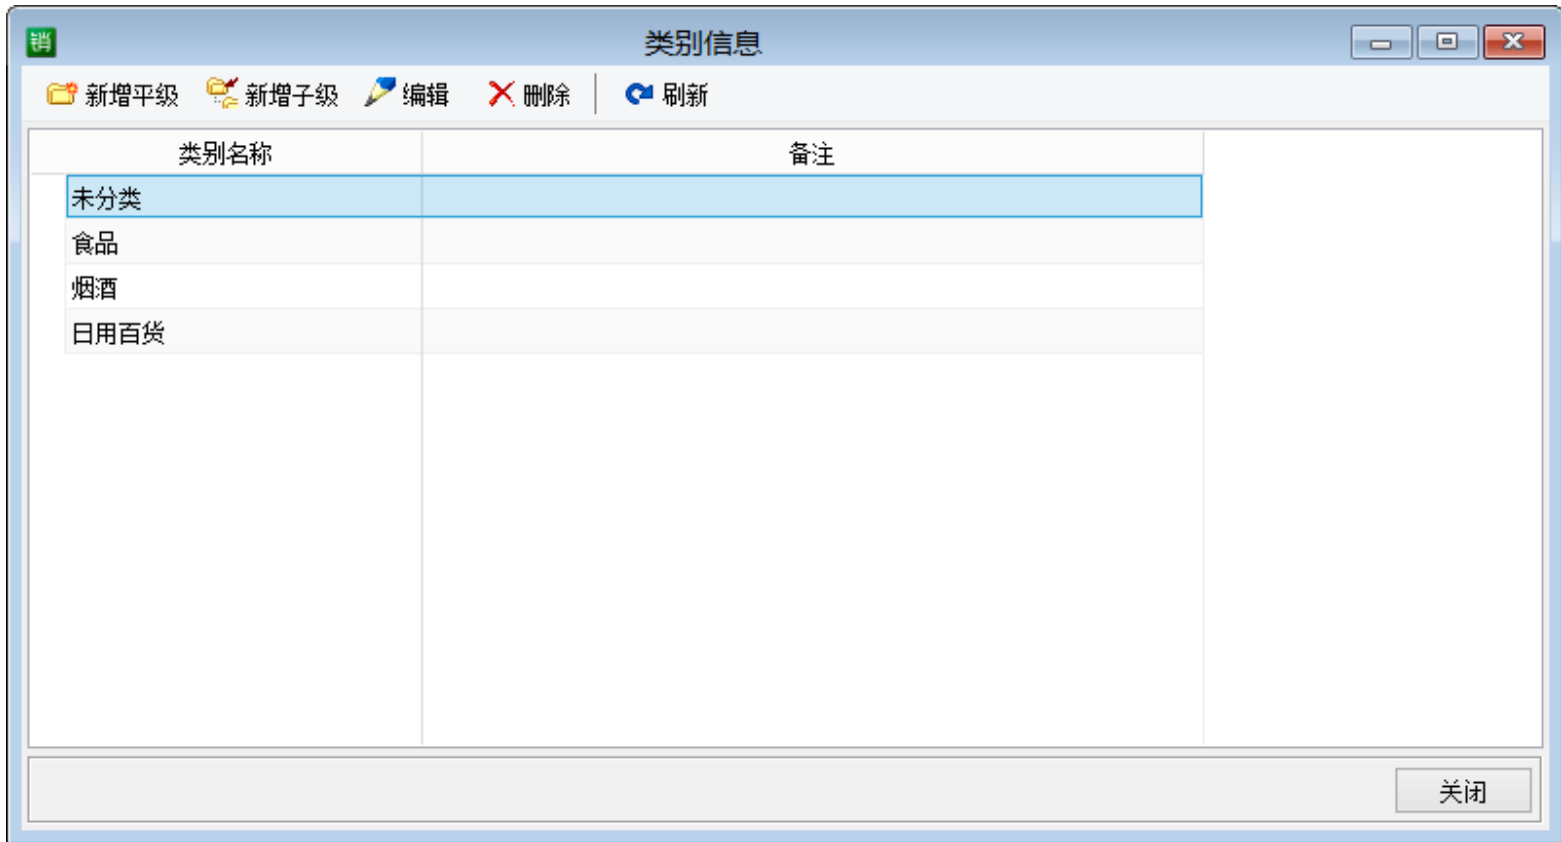 销 类别信息
新增平级 新增子级 编辑 删除 刷新
类别名称 备注
未分类
食品
烟酒
日用百货
关闭